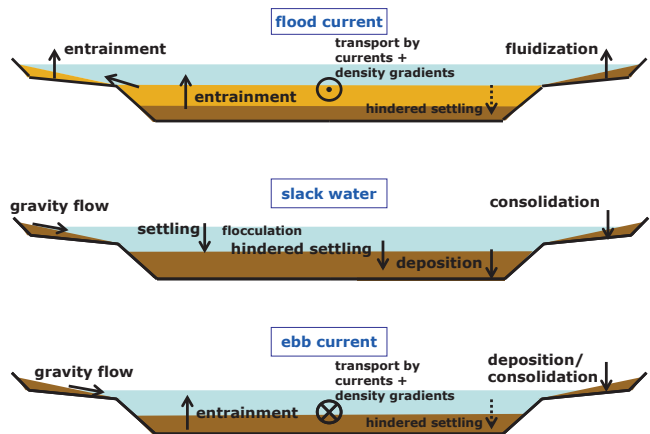 flood current
entrainment
transport by
currents +
density gradients
fluidization
entrainment
hindered settling
slack water
gravity flow
consolidation
settling
flocculation
hindered settling
deposition
ebb current
gravity flow
transport by
currents +
density gradients
deposition/
consolidation
entrainment
hindered settling